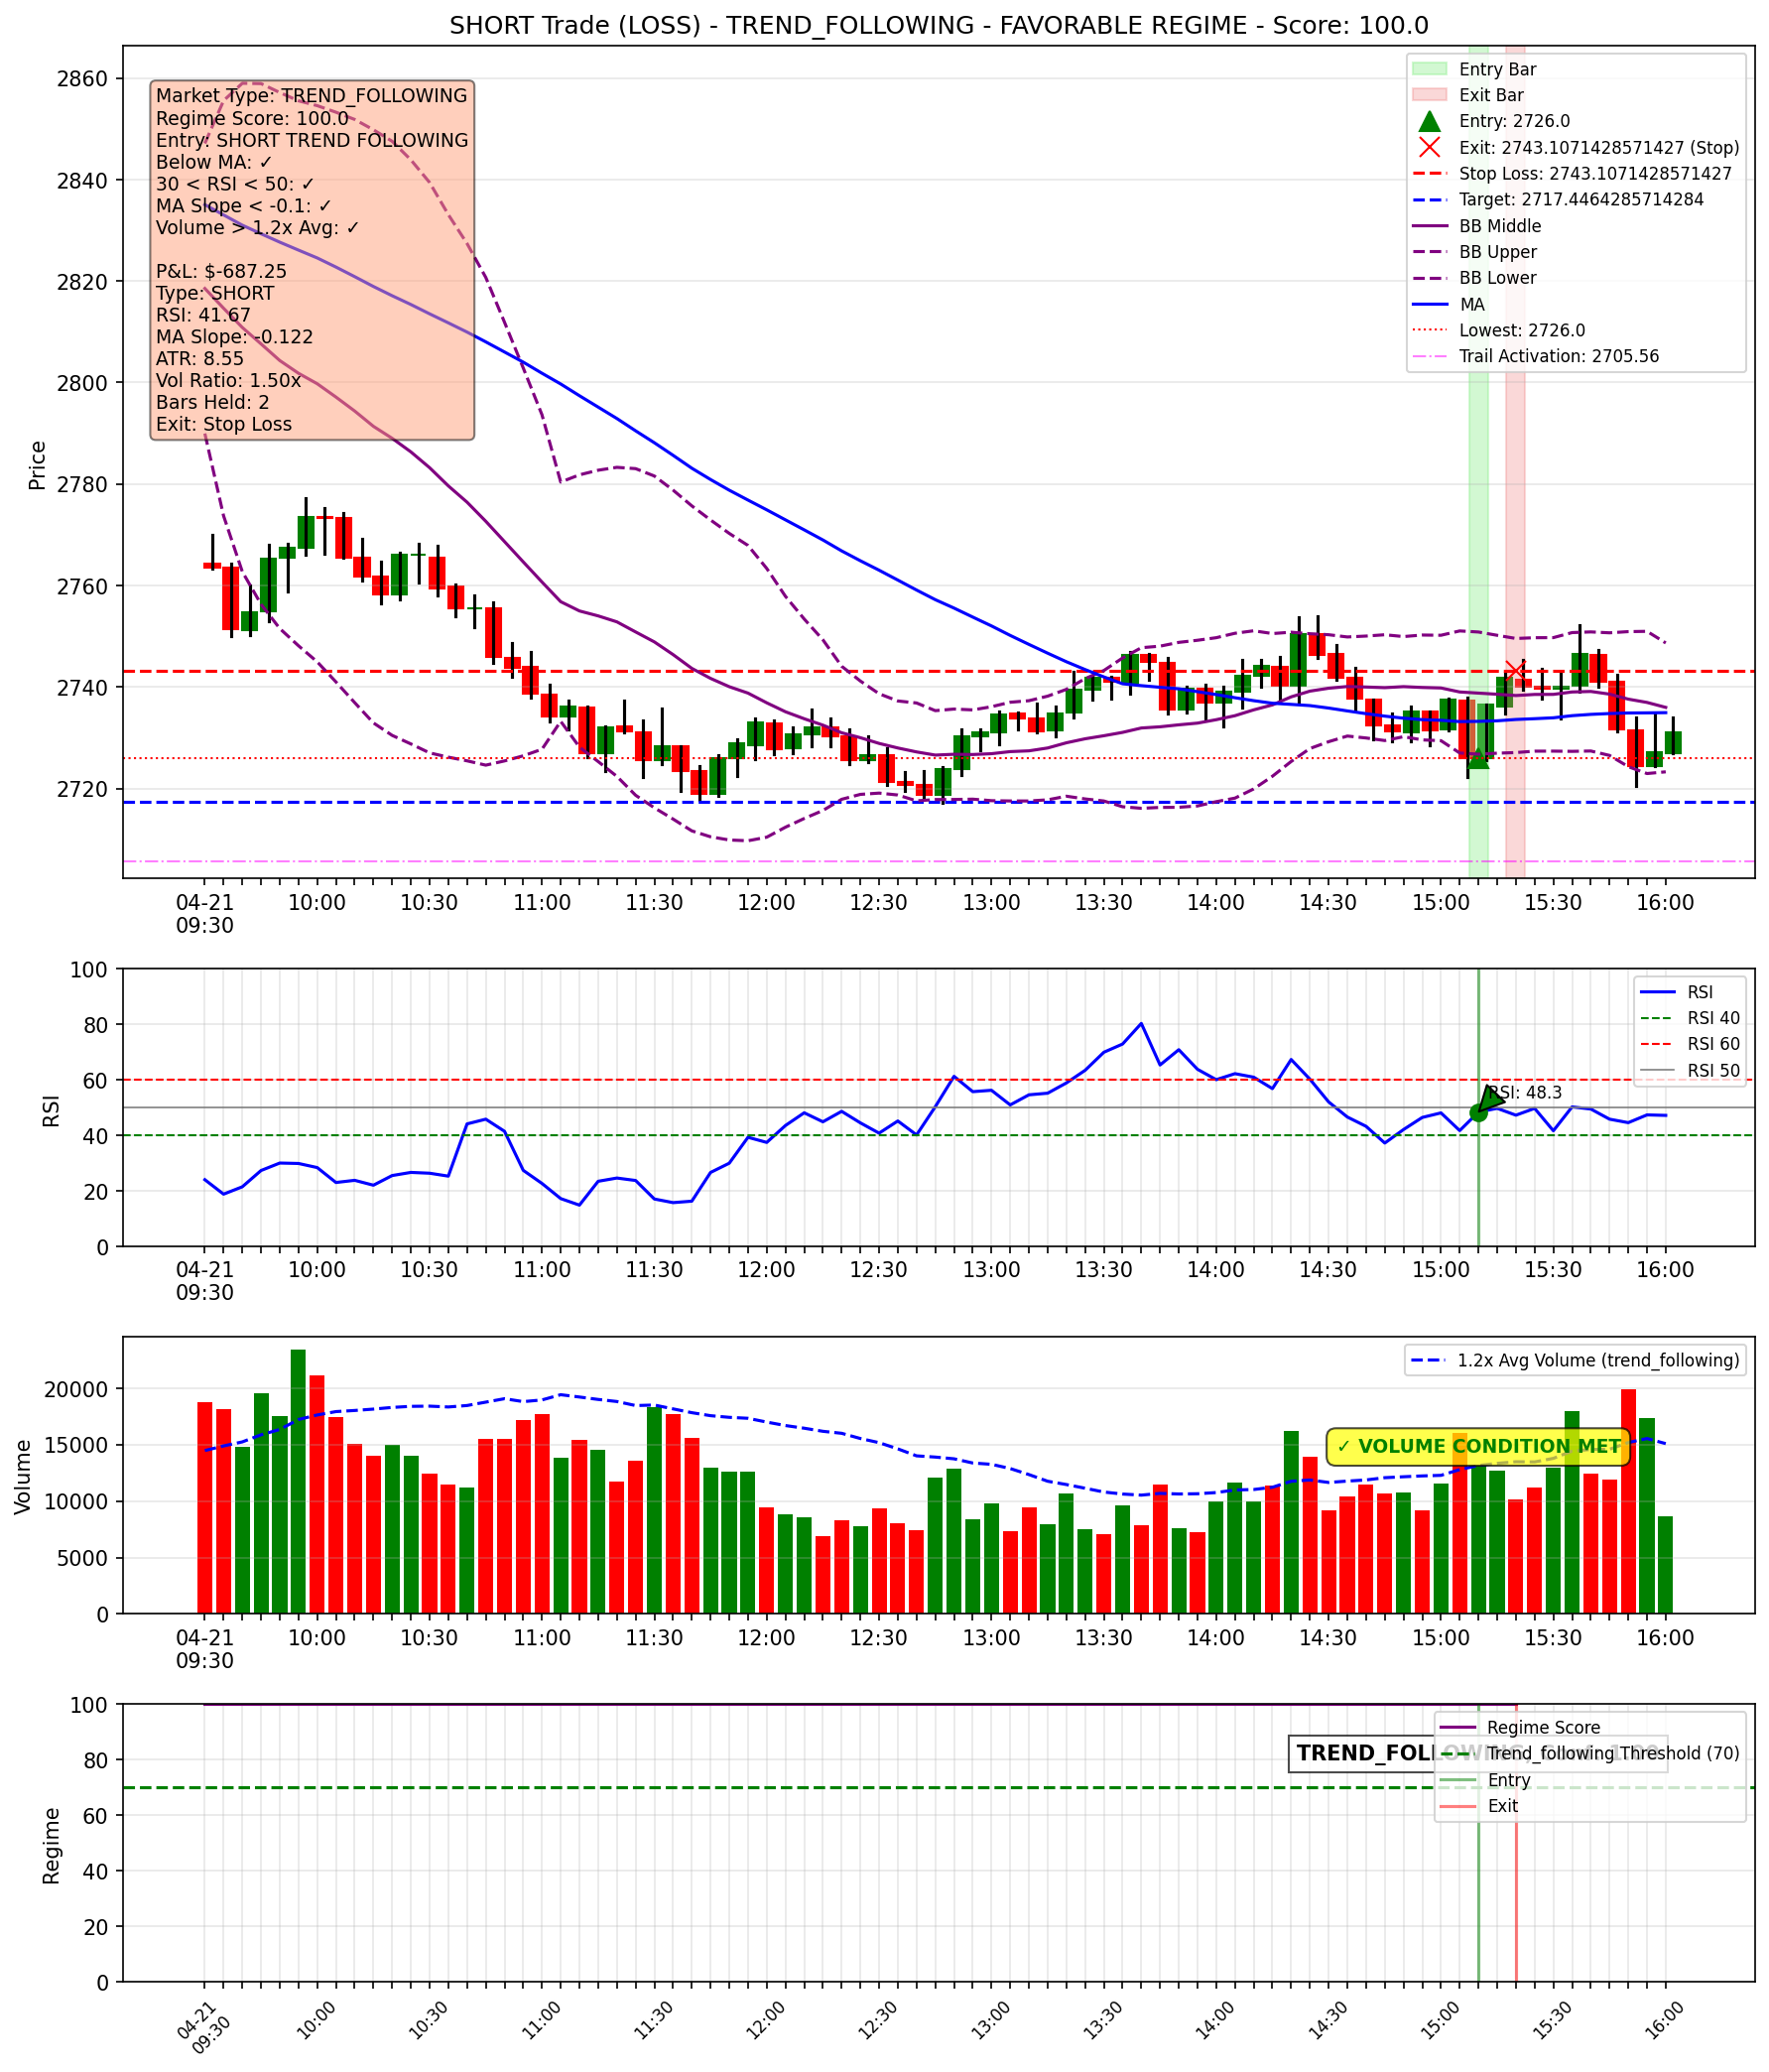 SHORT Trade (LOSS) - TREND_FOLLOWING - FAVORABLE REGIME - Score: 100.0
Market Type: TREND_FOLLOWING
Regime Score: 100.0
Entry: SHORT TREND FOLLOWING
Below MA: ✓
30 < RSI < 50: ✓
MA Slope < -0.1: ✓
Volume > 1.2x Avg: ✓
P&L: $-687.25
Type: SHORT
RSI: 41.67
MA Slope: -0.122
ATR: 8.55
Vol Ratio: 1.50x
Bars Held: 2
Exit: Stop Loss
Entry Bar
Exit Bar
Entry: 2726.0
Exit: 2743.1071428571427 (Stop)
Stop Loss: 2743.1071428571427
Target: 2717.4464285714284
BB Middle
BB Upper
BB Lower
MA
Lowest: 2726.0
Trail Activation: 2705.56
Price
2860
2840
2820
2800
2780
2760
2740
2720
04-21 10:00 10:30 11:00 11:30 12:00 12:30 13:00 13:30 14:00 14:30 15:00 15:30 16:00
09:30
RSI
100
80
60
40
20
0
RSI
RSI 40
RSI 60
RSI 50
RSI: 48.3
04-21 10:00 10:30 11:00 11:30 12:00 12:30 13:00 13:30 14:00 14:30 15:00 15:30 16:00
09:30
Volume
20000
15000
10000
5000
0
1.2x Avg Volume (trend_following)
✓ VOLUME CONDITION MET
04-21 10:00 10:30 11:00 11:30 12:00 12:30 13:00 13:30 14:00 14:30 15:00 15:30 16:00
09:30
Regime
100
80
60
40
20
0
Regime Score
Trend_following Threshold (70)
Entry
Exit
TREND_FOLLOWING
04-21 10:00 10:30 11:00 11:30 12:00 12:30 13:00 13:30 14:00 14:30 15:00 15:30 16:00
09:30